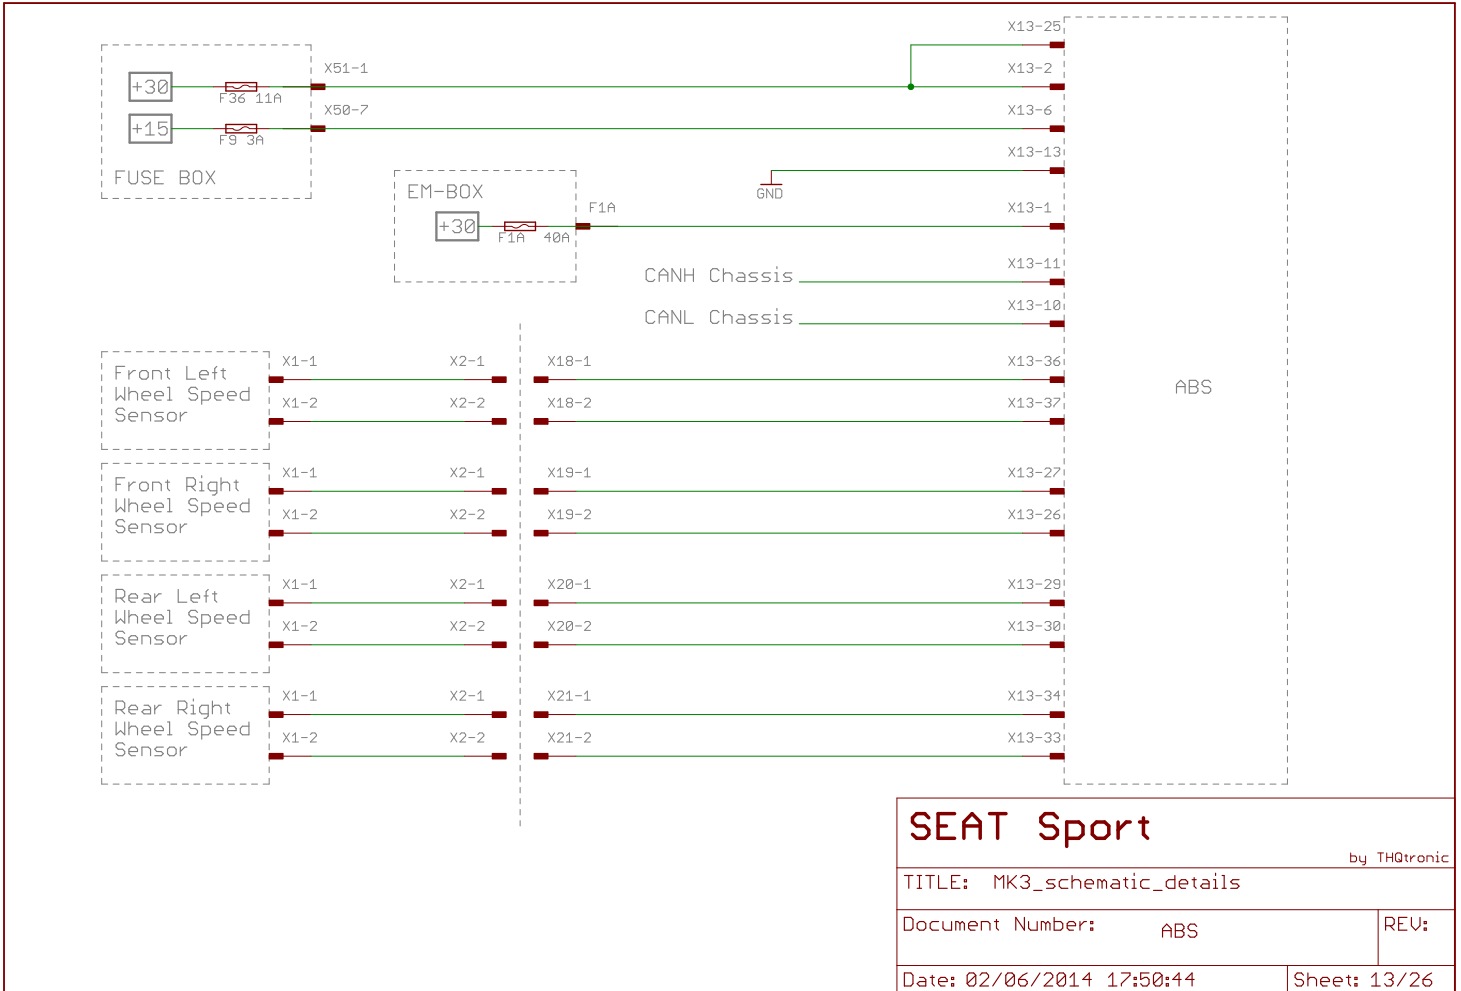 X13-25
X51-1
X13-2
+30
F36 11A
X50-7
X13-6
+15
F9 3A
X13-13
FUSE BOX
EM-BOX
GND
F1A
X13-1
+30
F1A 40A
X13-11
CANH Chassis
X13-10
CANL Chassis
ABS
X1-1 X2-1 X18-1 X13-36
Front Left
Wheel Speed
Sensor
X1-2 X2-2 X18-2 X13-37
X1-1 X2-1 X19-1 X13-27
Front Right
Wheel Speed
Sensor
X1-2 X2-2 X19-2 X13-26
X1-1 X2-1 X20-1 X13-29
Rear Left
Wheel Speed
Sensor
X1-2 X2-2 X20-2 X13-30
X1-1 X2-1 X21-1 X13-34
Rear Right
Wheel Speed
Sensor
X1-2 X2-2 X21-2 X13-33
SEAT Sport
by THQtronic
TITLE: MK3_schematic_details
Document Number: ABS
REV:
Date: 02/06/2014 17:50:44
Sheet: 13/26